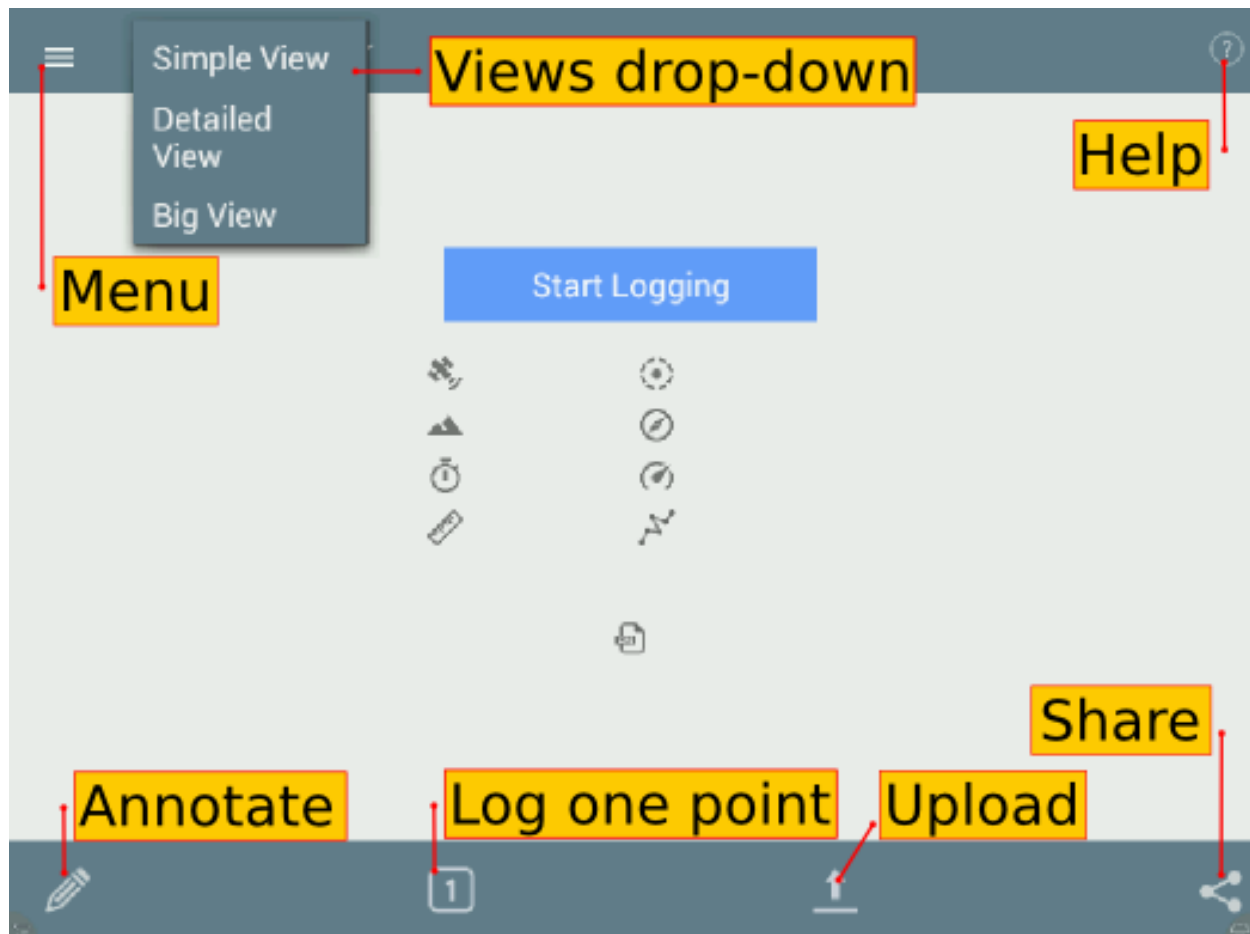 Simple View
Views drop-down
?
Detailed
View
Help
Big View
Menu
Start Logging
Share
Annotate
Log one point
Upload
1